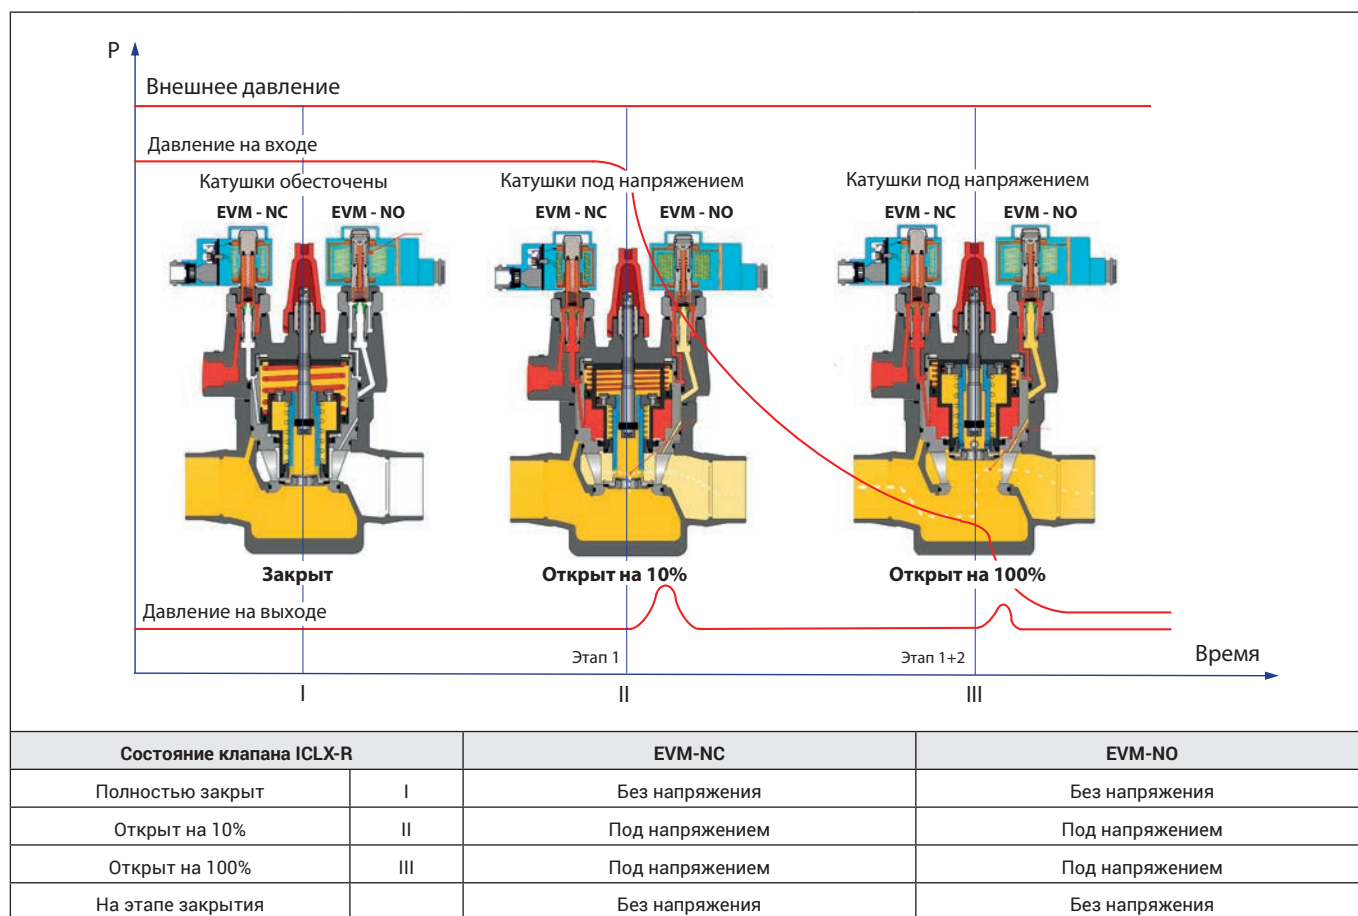 P
Внешнее давление
Давление на входе
Катушки обесточены
Катушки под напряжением
Катушки под напряжением
EVM - NC
EVM - NO
EVM - NC
EVM - NO
EVM - NC
EVM - NO
Закрыт
Открыт на 10%
Открыт на 100%
Давление на выходе
Этап 1
Этап 1+2
Время
I
II
III
Состояние клапана ICLX-R
EVM-NC
EVM-NO
Полностью закрыт
I
Без напряжения
Без напряжения
Открыт на 10%
II
Под напряжением
Под напряжением
Открыт на 100%
III
Под напряжением
Под напряжением
На этапе закрытия
Без напряжения
Без напряжения